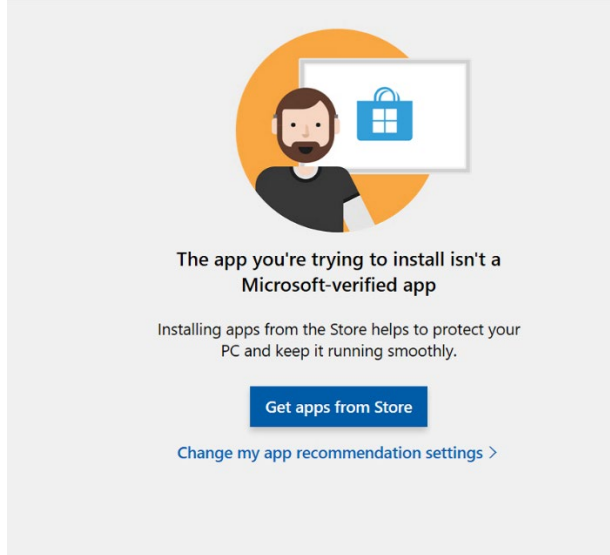 The app you're trying to install isn't a
Microsoft-verified app
Installing apps from the Store helps to protect your
PC and keep it running smoothly.
Get apps from Store
Change my app recommendation settings >